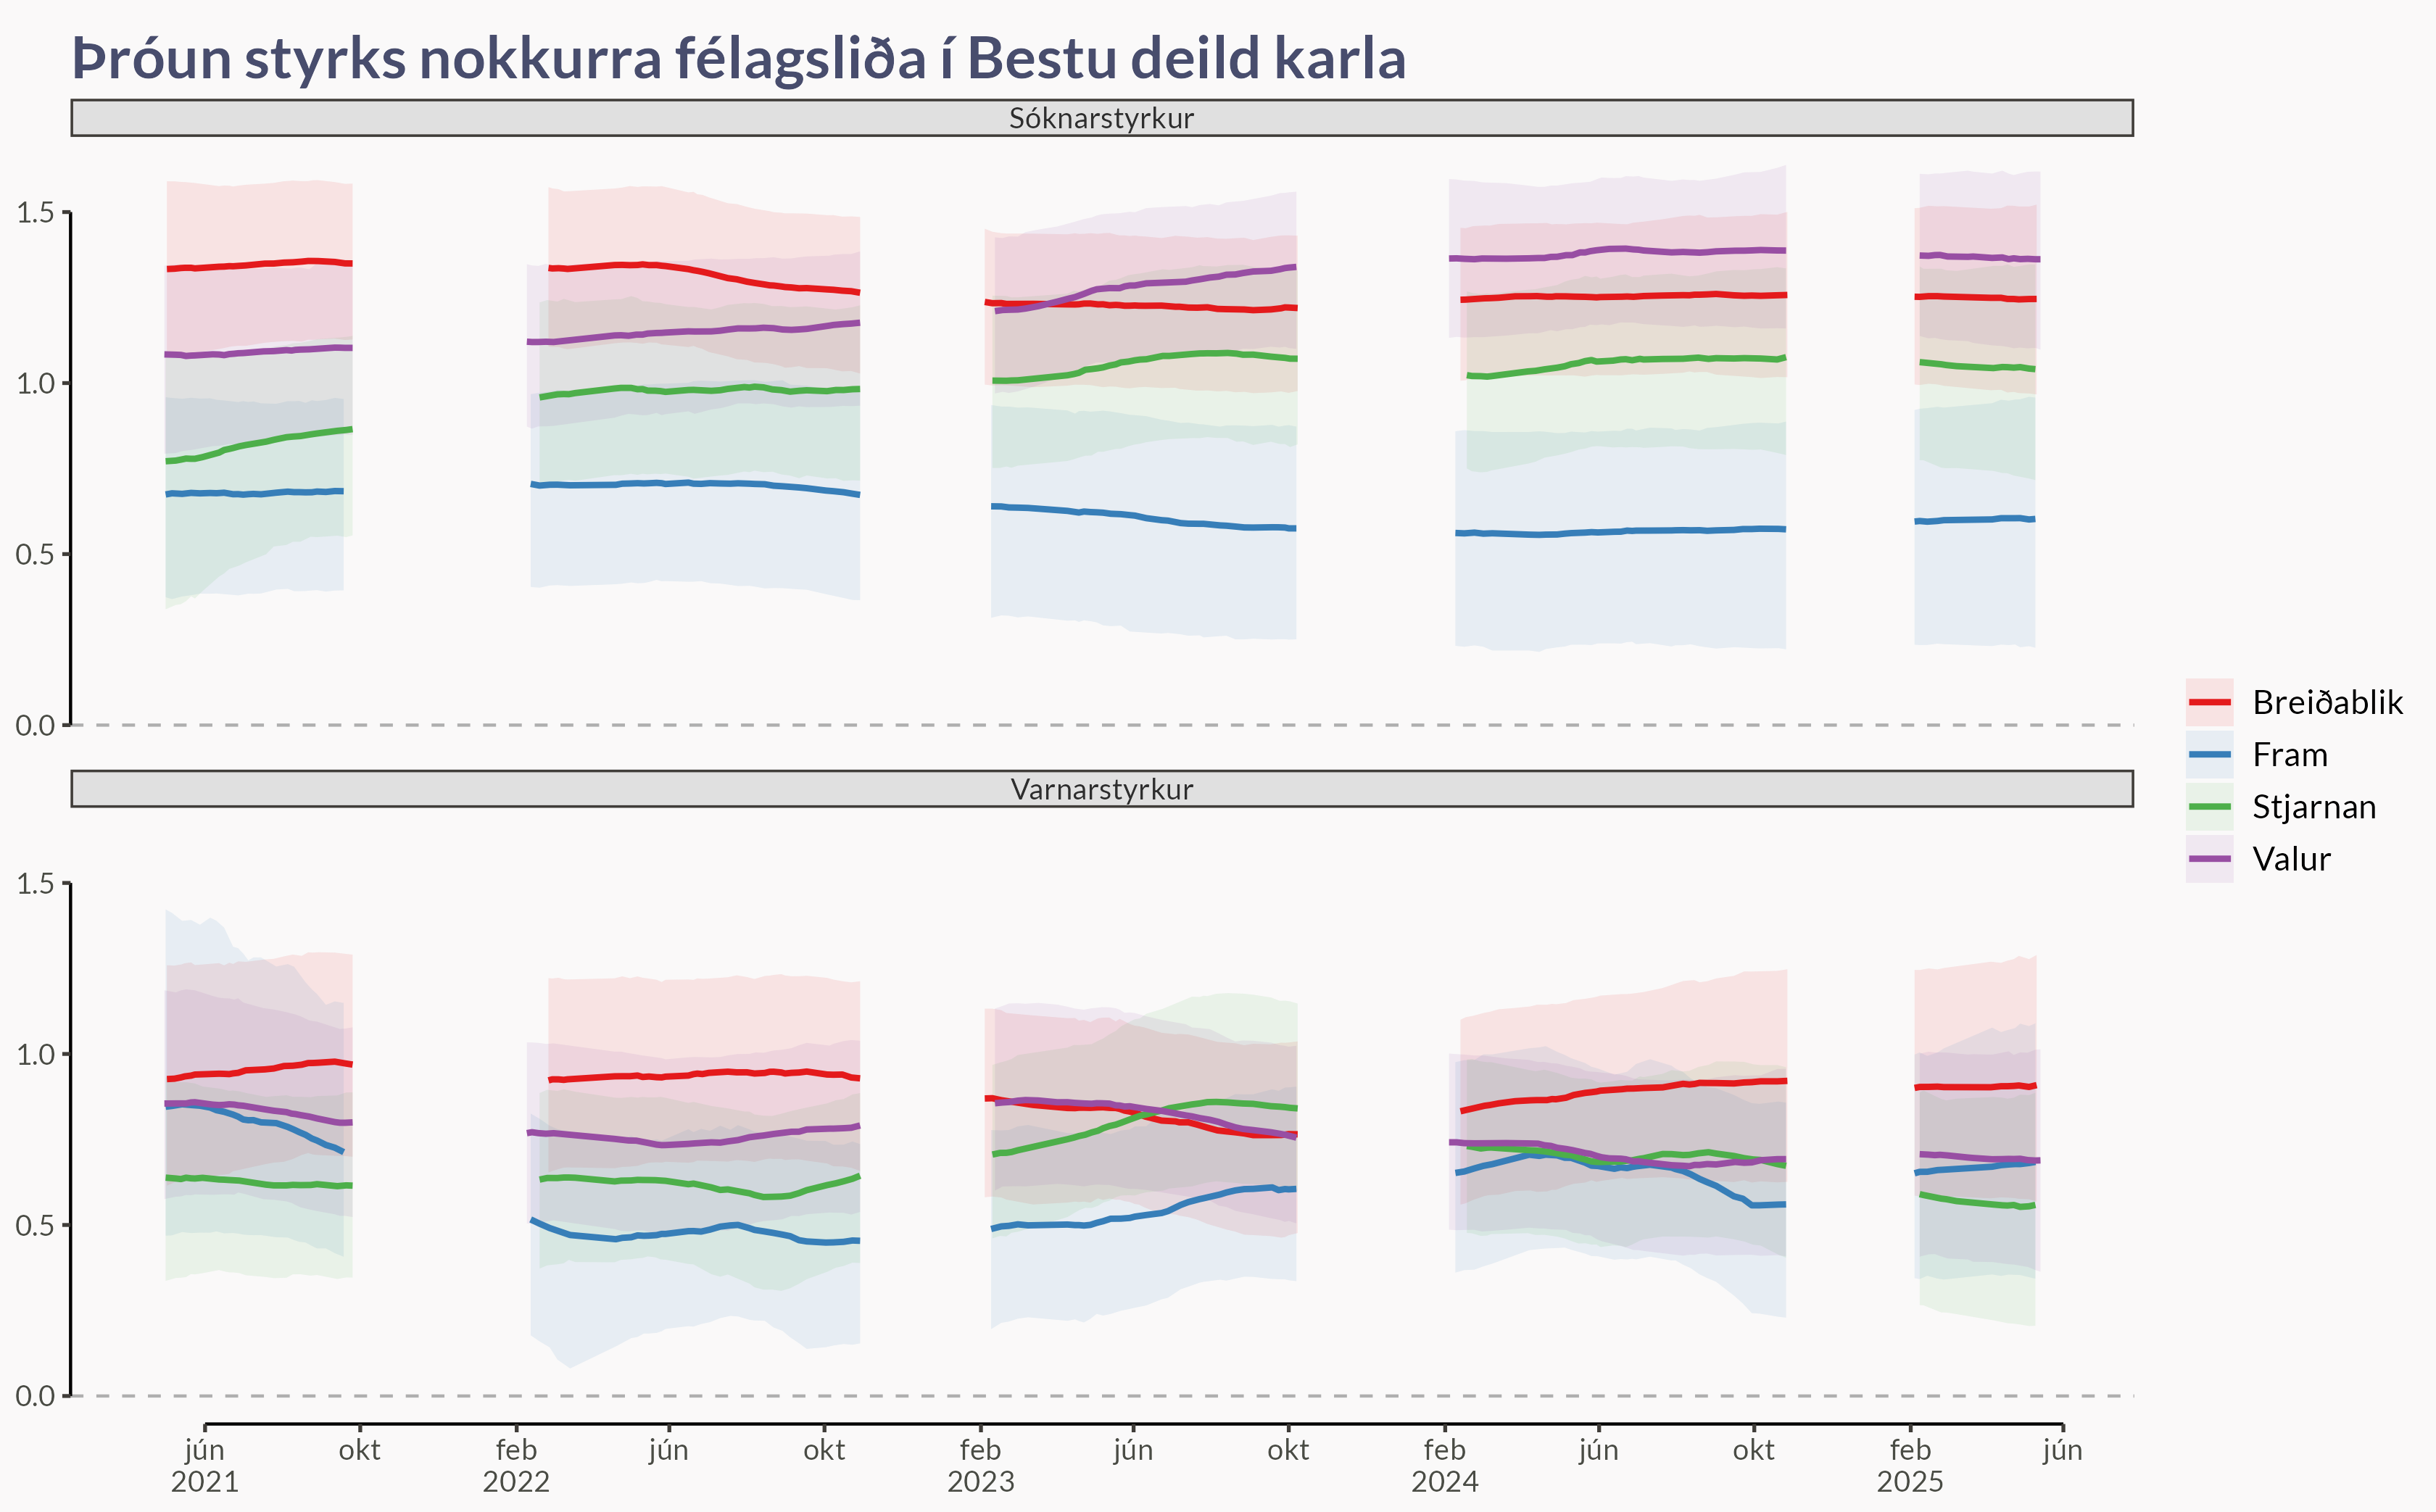 Þróun styrks nokkurra félagsliða í Bestu deild karla
Sóknarstyrkur
1.5
1.0
0.5
0.0
Varnarstyrkur
1.5
1.0
0.5
0.0
jún okt feb jún okt feb jún okt feb jún okt feb jún
2021 2022 2023 2024 2025
Breiðablik
Fram
Stjarnan
Valur